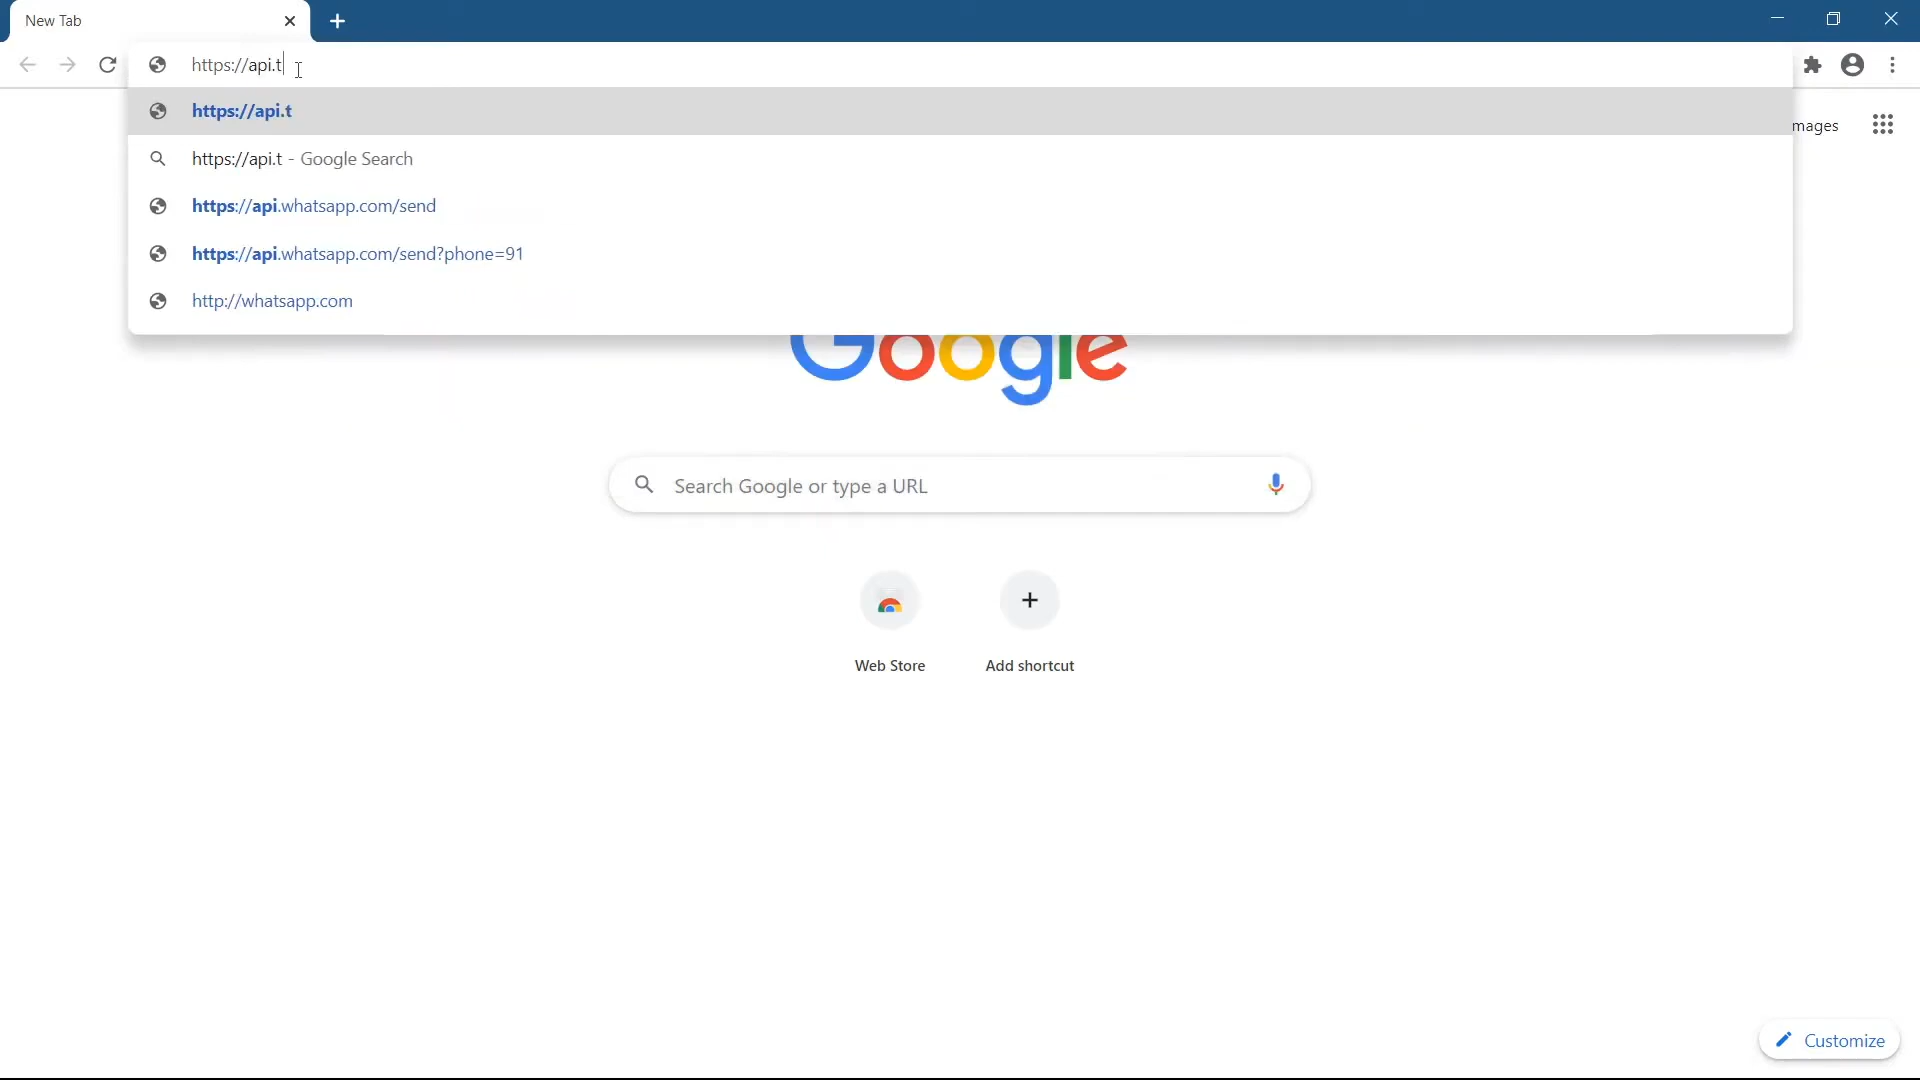 New Tab
https://api.t
https://api.t
https://api.t - Google Search
https://api.whatsapp.com/send
https://api.whatsapp.com/send?phone=91
http://whatsapp.com
mages
Google
Search Google or type a URL
Web Store
Add shortcut
Customize